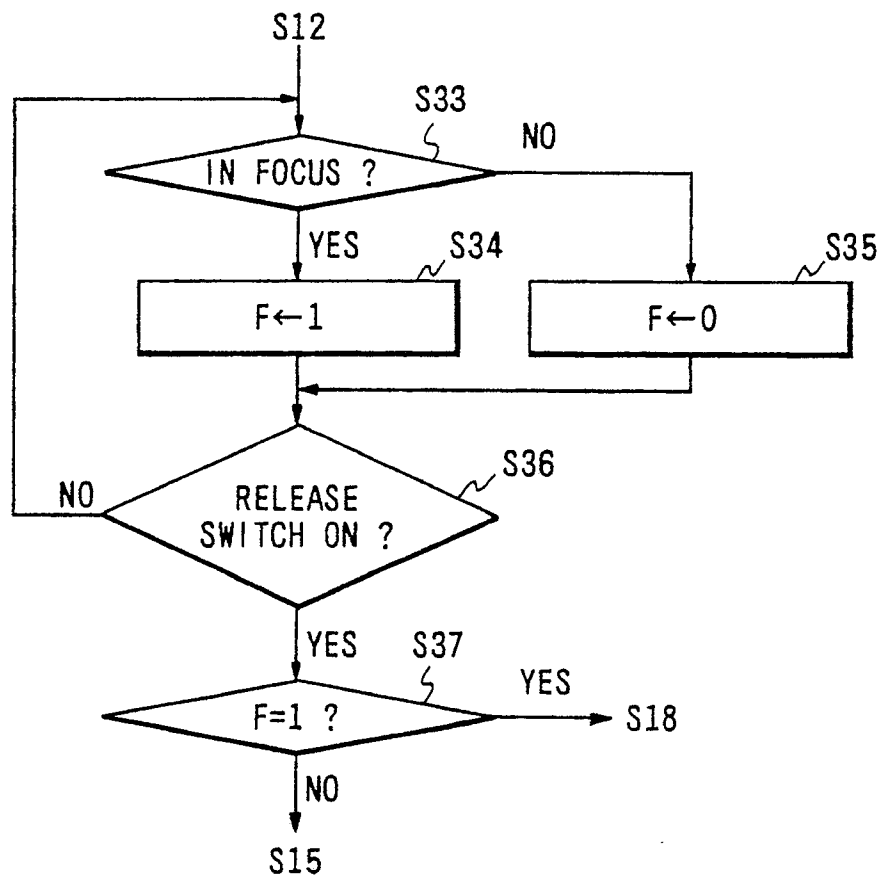 S12
S33
IN FOCUS ?
NO
YES
S34
S35
F←1
F←0
S36
NO
RELEASE
SWITCH ON ?
YES
S37
YES
F=1 ?
S18
NO
S15